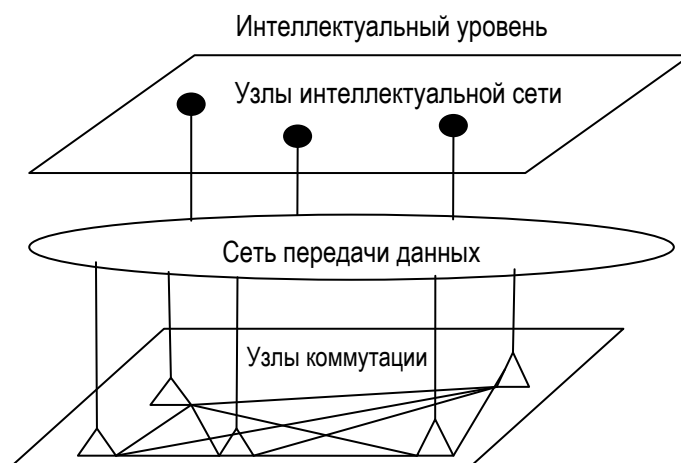 Интеллектуальный уровень
Узлы интеллектуальной сети
Сеть передачи данных
Узлы коммутации